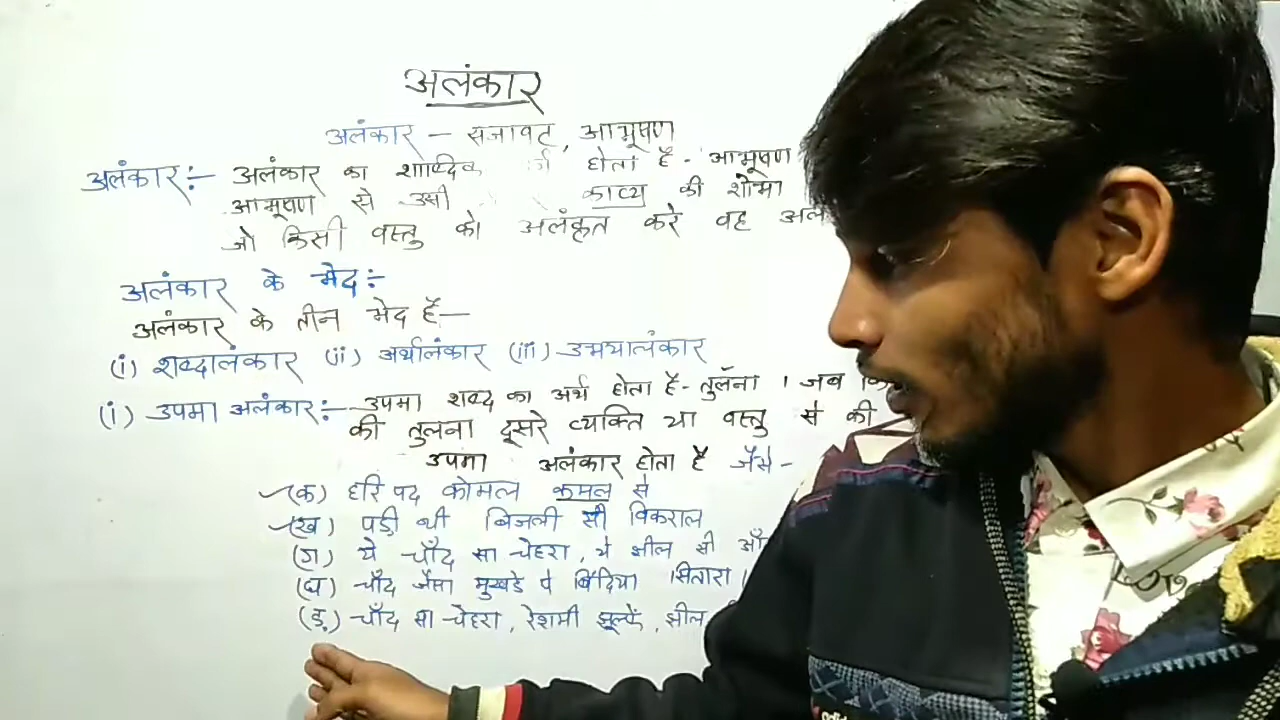 अलंकार
अलंकार – सजावट, आभूषण
अलंकार :- अलंकार का शाब्दिक होता है - आभूषण
आभूषण से उसी काव्य की शोभा
जो किसी वस्तु को अलंकृत करे वह
अलंकार के भेद :-
अलंकार के तीन भेद हैं—
(i) शब्दालंकार (ii) अर्थालंकार (iii) उभयालंकार
(i) उपमा अलंकार :- उपमा शब्द का अर्थ होता है - तुलना । जब
की तुलना दूसरे व्यक्ति या वस्तु से की
उपमा अलंकार होता है जैसे -
(क) हरि पद कोमल कमल से
(ख) पड़ी थी बिजली सी विकराल
(ग) ये चाँद सा चेहरा, ये झील सी
(घ) चाँद जैसा मुखड़े पे बिंदिया सितारा
(ङ) चाँद सा चेहरा, रेशमी झूल्फें, झील